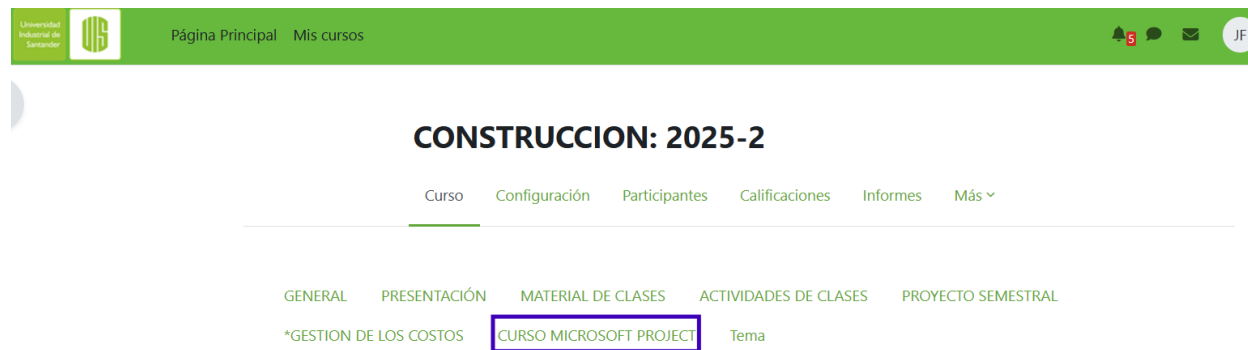 Universidad
Industrial de
Santander
UIS
Página Principal Mis cursos
5
JF
CONSTRUCCION: 2025-2
Curso Configuración Participantes Calificaciones Informes Más
GENERAL PRESENTACIÓN MATERIAL DE CLASES ACTIVIDADES DE CLASES PROYECTO SEMESTRAL
*GESTION DE LOS COSTOS CURSO MICROSOFT PROJECT Tema